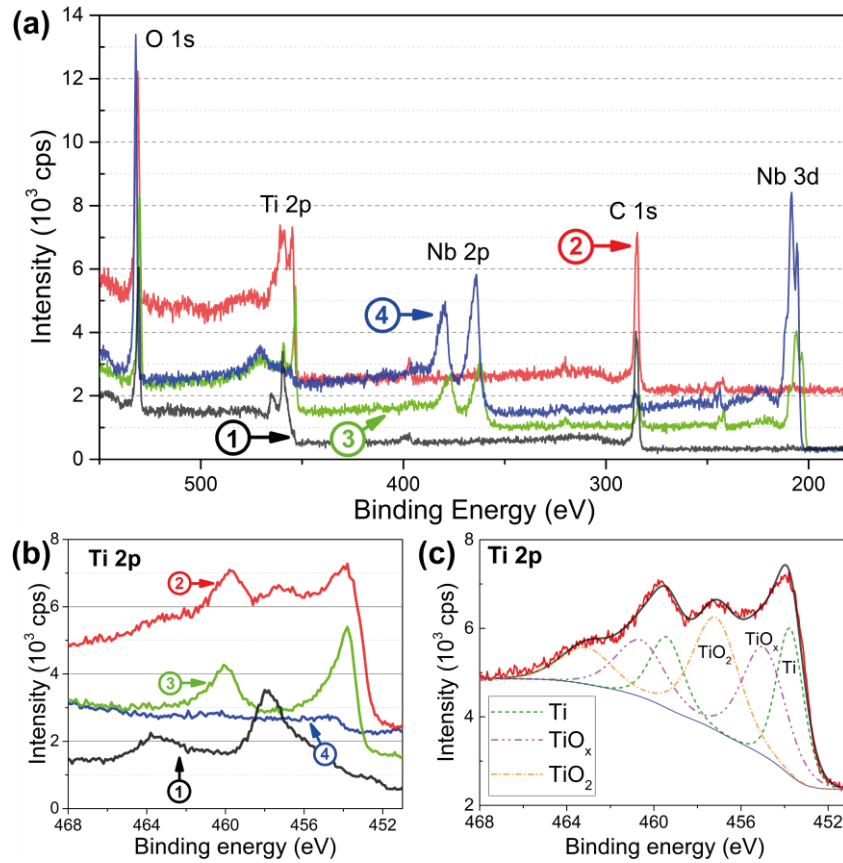 (a)
14
12
10
8
6
4
2
0
Intensity (10³ cps)
O 1s
Ti 2p
Nb 2p
C 1s
Nb 3d
2
4
1
3
500
400
300
200
Binding Energy (eV)
(b)
Ti 2p
8
6
4
2
0
Intensity (10³ cps)
2
3
4
1
468
464
460
456
452
Binding energy (eV)
(c)
Ti 2p
8
6
4
2
Intensity (10³ cps)
TiO₂
TiOₓ
Ti
Ti
TiOₓ
TiO₂
468
464
460
456
452
Binding energy (eV)